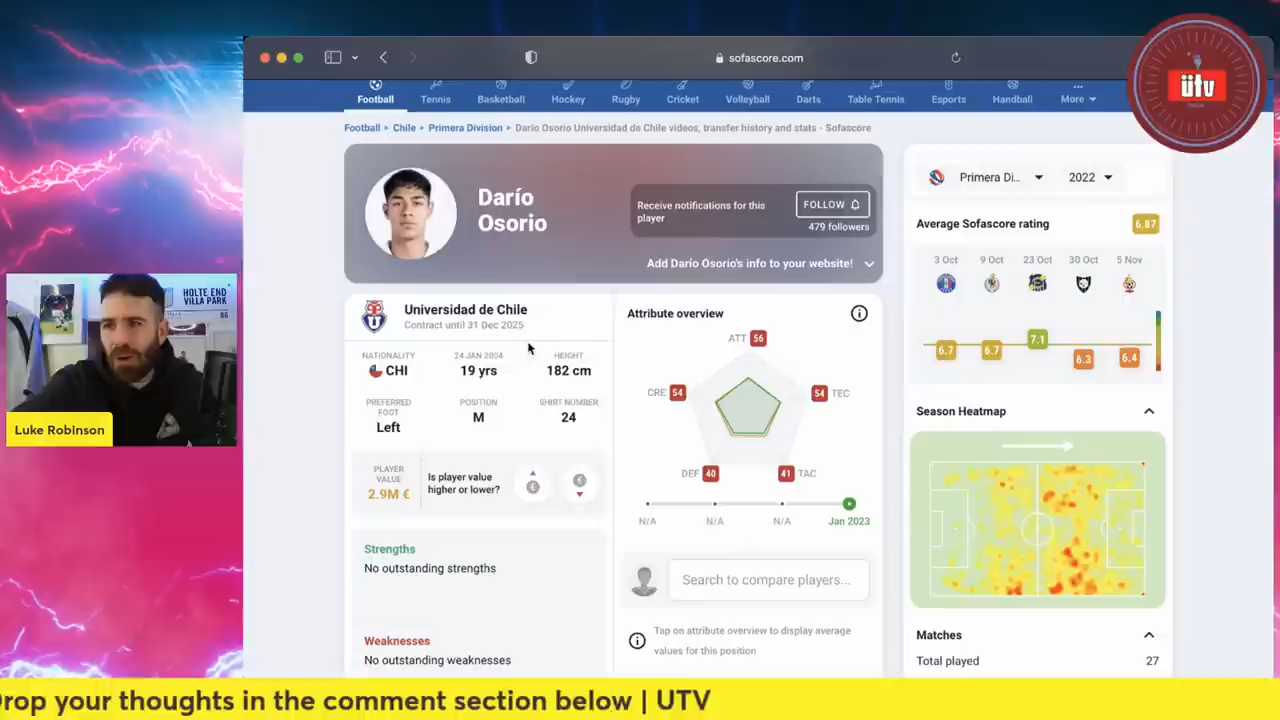 sofascore.com
ütv
Football
Tennis
Basketball
Hockey
Rugby
Cricket
Volleyball
Darts
Table Tennis
Esports
Handball
More
Football > Chile > Primera Division > Darío Osorio Universidad de Chile videos, transfer history and stats - Sofascore
Darío
Osorio
Receive notifications for this
player
FOLLOW
479 followers
Add Darío Osorio's info to your website!
Universidad de Chile
Contract until 31 Dec 2025
NATIONALITY
CHI
24 JAN 2004
19 yrs
HEIGHT
182 cm
PREFERRED
FOOT
Left
POSITION
M
SHIRT NUMBER
24
PLAYER
VALUE:
2.9M €
Is player value
higher or lower?
Strengths
No outstanding strengths
Weaknesses
No outstanding weaknesses
Attribute overview
ATT 56
CRE 54
54 TEC
DEF 40
41 TAC
N/A
N/A
N/A
Jan 2023
Search to compare players...
Tap on attribute overview to display average
values for this position
Primera Di...
2022
Average Sofascore rating
6.87
3 Oct
9 Oct
23 Oct
30 Oct
5 Nov
6.7
6.7
7.1
6.3
6.4
Season Heatmap
Matches
Total played
27
HOLTE END
VILLA PARK
Luke Robinson
rop your thoughts in the comment section below | UTV